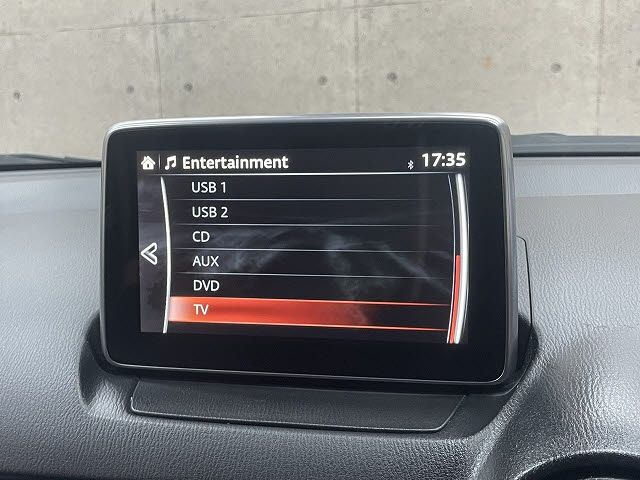 Entertainment 17:35
USB 1
USB 2
CD
AUX
DVD
TV